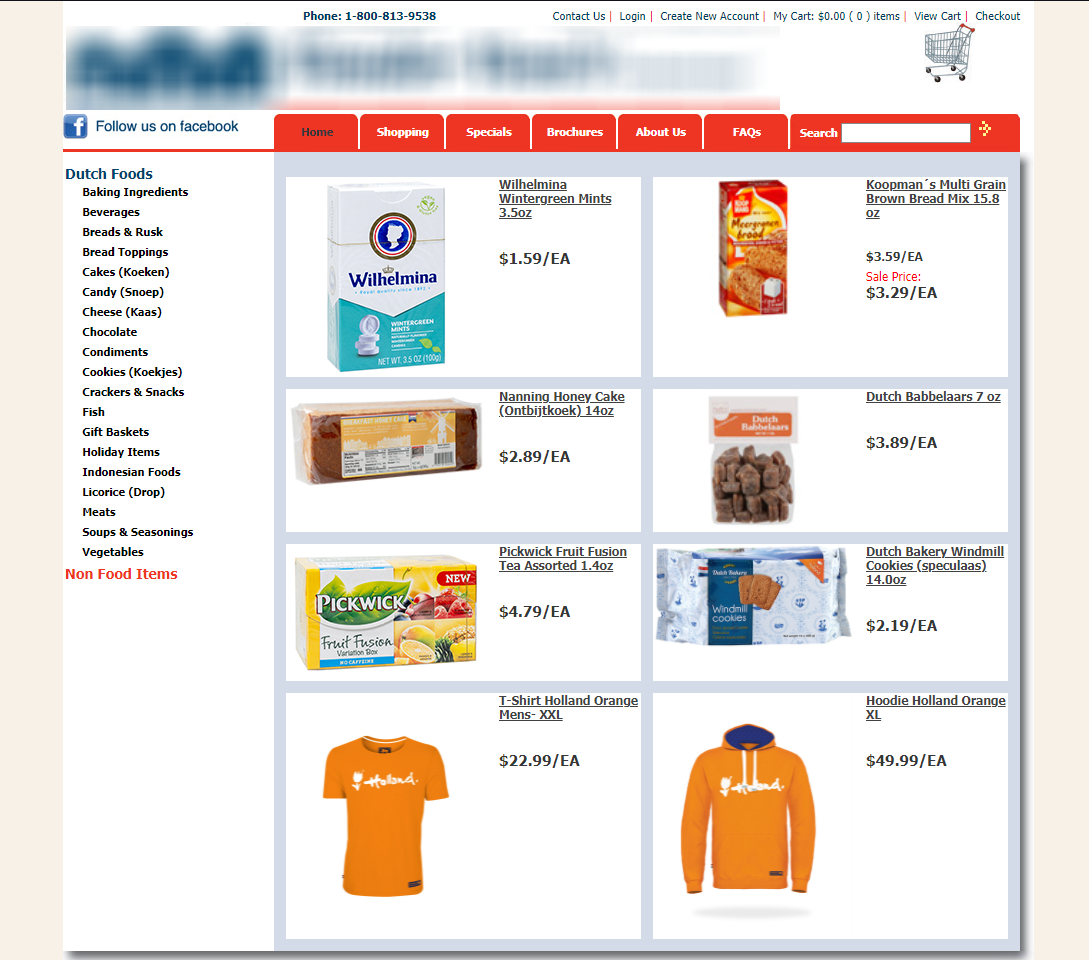 Phone: 1-800-813-9538
Contact Us | Login | Create New Account | My Cart: $0.00 ( 0 ) items | View Cart | Checkout
Follow us on facebook
Home
Shopping
Specials
Brochures
About Us
FAQs
Search
Dutch Foods
Baking Ingredients
Beverages
Breads & Rusk
Bread Toppings
Cakes (Koeken)
Candy (Snoep)
Cheese (Kaas)
Chocolate
Condiments
Cookies (Koekjes)
Crackers & Snacks
Fish
Gift Baskets
Holiday Items
Indonesian Foods
Licorice (Drop)
Meats
Soups & Seasonings
Vegetables
Non Food Items
Wilhelmina
Royal quality since 1892
WINTERGREEN
MINTS
NATURALLY FLAVORED
WINTERGREEN
CANDIES
NET WT. 3.5 OZ (100g)
Wilhelmina
Wintergreen Mints
3.5oz
$1.59/EA
KOOP
MANS
Meergranen
brood
Koopman´s Multi Grain
Brown Bread Mix 15.8
oz
$3.59/EA
Sale Price:
$3.29/EA
BREAKFAST HONEY CAKE
Nanning Honey Cake
(Ontbijtkoek) 14oz
$2.89/EA
Dutch
Babbelaars
Dutch Babbelaars 7 oz
$3.89/EA
NEW
PICKWICK
Fruit Fusion
Variation Box
NO CAFFEINE
Pickwick Fruit Fusion
Tea Assorted 1.4oz
$4.79/EA
Dutch Bakery
Windmill
cookies
Dutch Bakery Windmill
Cookies (speculaas)
14.0oz
$2.19/EA
Holland.
T-Shirt Holland Orange
Mens- XXL
$22.99/EA
Holland.
Hoodie Holland Orange
XL
$49.99/EA